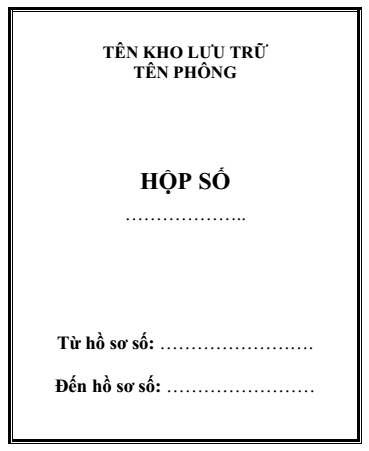 TÊN KHO LƯU TRỮ
TÊN PHÔNG
HỘP SỐ
………………..
Từ hồ sơ số: …………………….
Đến hồ sơ số: ……………………